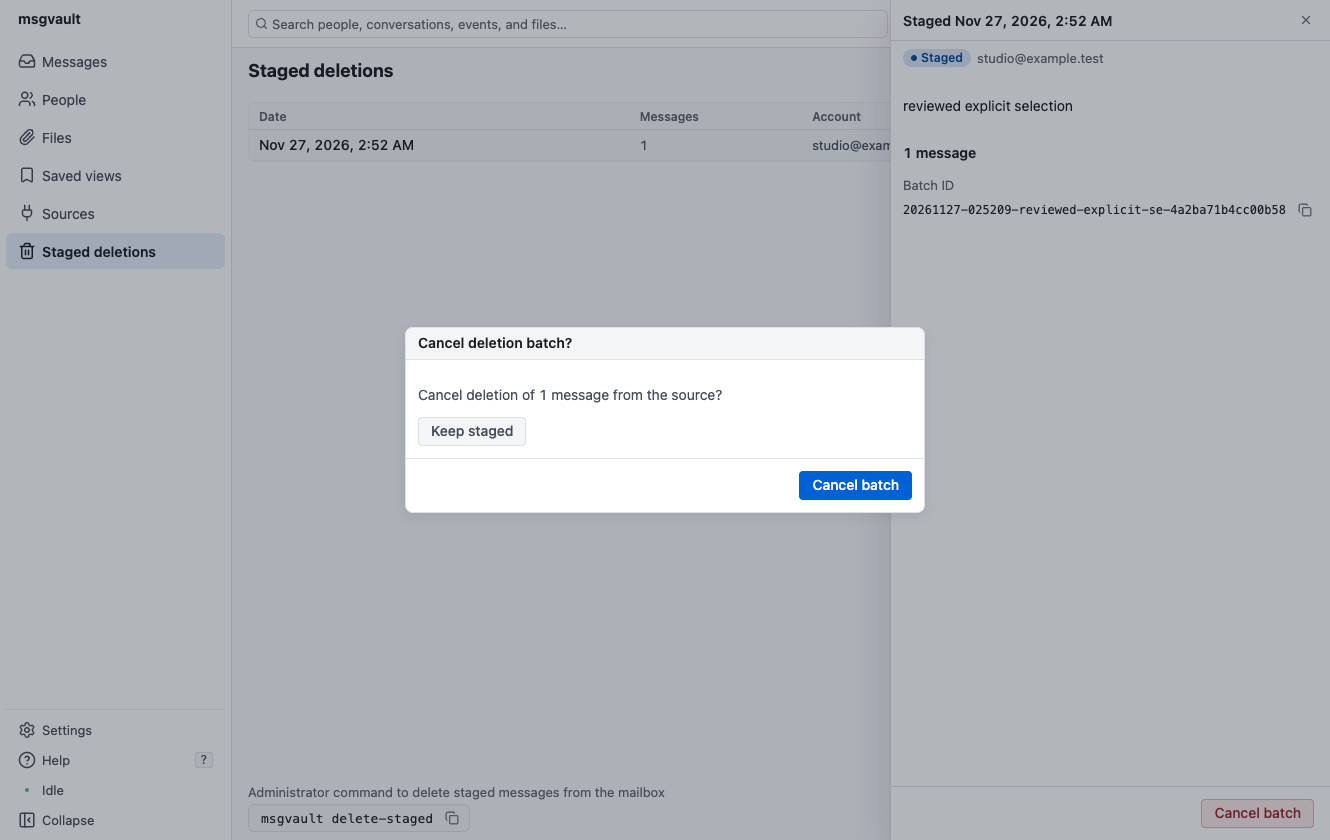 msgvault
Messages
People
Files
Saved views
Sources
Staged deletions
Settings
Help
?
Idle
Collapse
Search people, conversations, events, and files...
Staged deletions
Date Messages Account
Nov 27, 2026, 2:52 AM 1 studio@exam
Administrator command to delete staged messages from the mailbox
msgvault delete-staged
Staged Nov 27, 2026, 2:52 AM
Staged studio@example.test
reviewed explicit selection
1 message
Batch ID
20261127-025209-reviewed-explicit-se-4a2ba71b4cc00b58
Cancel batch
Cancel deletion batch?
Cancel deletion of 1 message from the source?
Keep staged
Cancel batch